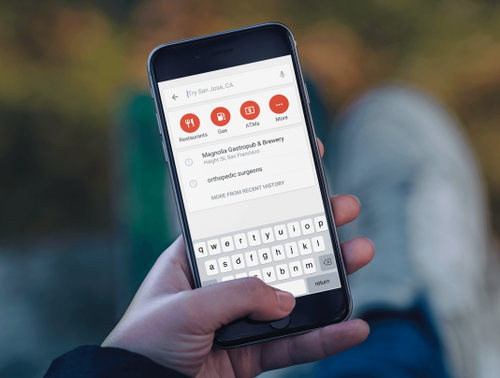 Try San Jose, CA
Restaurants Gas ATMs More
Magnolia Gastropub & Brewery
Haight St, San Francisco
orthopedic surgeons
MORE FROM RECENT HISTORY
q w e r t y u i o p
a s d f g h j k l
c v b n m
return